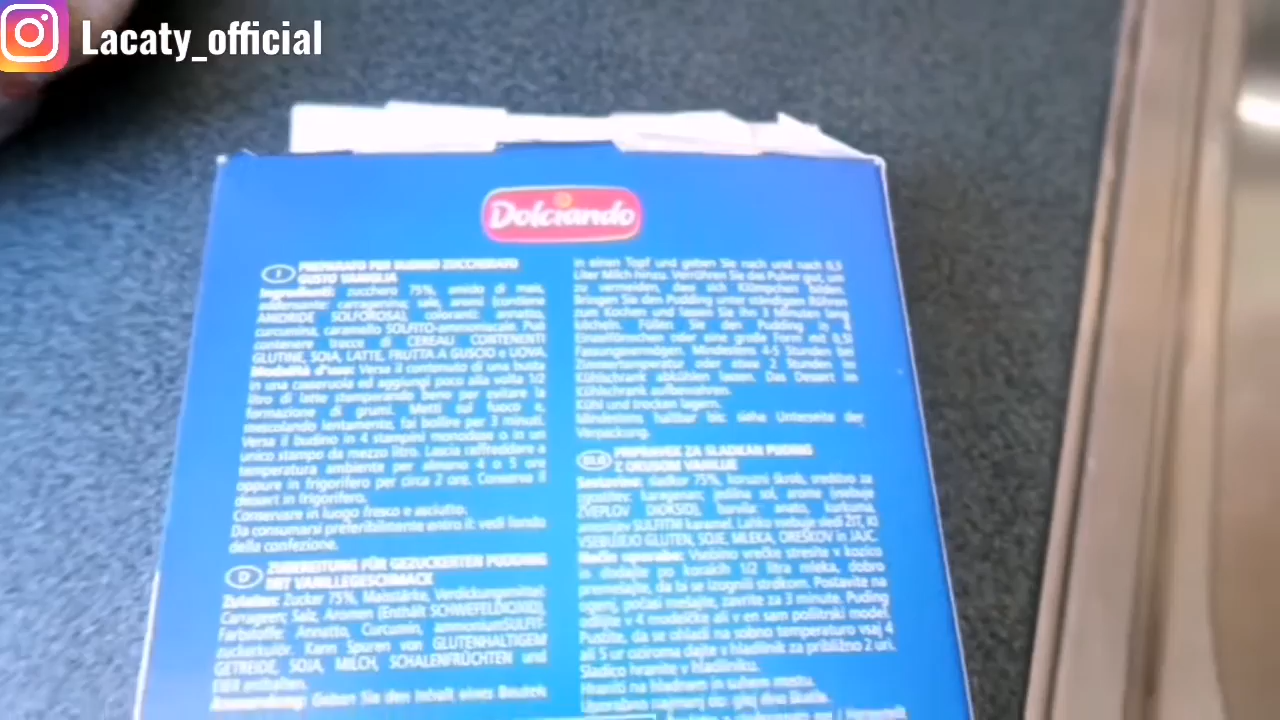 Lacaty_official
Dolciando
I
PREPARATO PER BUDINO ZUCCHERATO
GUSTO VANIGLIA
Ingredienti: zucchero 75%, amido di mais,
addensante: carragenina; sale, aromi (contiene
ANIDRIDE SOLFOROSA), coloranti: annatto,
curcumina, caramello SOLFITO-ammoniacale. Può
contenere tracce di CEREALI CONTENENTI
GLUTINE, SOIA, LATTE, FRUTTA A GUSCIO e UOVA.
Modalità d'uso: Versa il contenuto di una busta
in una casseruola ed aggiungi poco alla volta 1/2
litro di latte stemperando bene per evitare la
formazione di grumi. Metti sul fuoco e,
mescolando lentamente, fai bollire per 3 minuti.
Versa il budino in 4 stampini monodose o in un
unico stampo da mezzo litro. Lascia raffreddare a
temperatura ambiente per almeno 4 o 5 ore
oppure in frigorifero per circa 2 ore. Conserva il
dessert in frigorifero.
Conservare in luogo fresco e asciutto.
Da consumarsi preferibilmente entro il: vedi fondo
della confezione.
D
ZUBEREITUNG FÜR GEZUCKERTEN PUDDING
MIT VANILLEGESCHMACK
Zutaten: Zucker 75%, Maisstärke, Verdickungsmittel:
Carrageen; Salz, Aromen (Enthält SCHWEFELDIOXID),
Farbstoffe: Annatto, Curcumin, ammoniumSULFIT-
zuckerkulör. Kann Spuren von GLUTENHALTIGEM
GETREIDE, SOJA, MILCH, SCHALENFRÜCHTEN und
EIER enthalten.
Anwendung: Geben Sie den Inhalt eines Beutels
in einen Topf und geben Sie nach und nach 0,5
Liter Milch hinzu. Verrühren Sie das Pulver gut, um
zu vermeiden, dass sich Klümpchen bilden.
Bringen Sie den Pudding unter ständigem Rühren
zum Kochen und lassen Sie ihn 3 Minuten lang
köcheln. Füllen Sie den Pudding in 4
Einzelförmchen oder eine große Form mit 0,5l
Fassungsvermögen. Mindestens 4-5 Stunden bei
Zimmertemperatur oder etwa 2 Stunden im
Kühlschrank abkühlen lassen. Das Dessert im
Kühlschrank aufbewahren.
Kühl und trocken lagern.
Mindestens haltbar bis: siehe Unterseite der
Verpackung.
SLO
PRIPRAVEK ZA SLADKAN PUDING
Z OKUSOM VANILIJE
Sestavine: sladkor 75%, koruzni škrob, sredstvo za
zgostitev: karagenan; jedilna sol, arome (vsebuje
ŽVEPLOV DIOKSID), barvila: anato, kurkuma,
amonijev SULFITNI karamel. Lahko vsebuje sledi ŽIT, KI
VSEBUJEJO GLUTEN, SOJE, MLEKA, OREŠKOV in JAJC.
Način uporabe: Vsebino vrečke stresite v kozico
in dodajte po korakih 1/2 litra mleka, dobro
premešajte, da bi se izognili strdkom. Postavite na
ogenj, počasi mešajte, zavrite za 3 minute. Puding
odlijte v 4 modelčke ali v en sam pollitrski model.
Pustite, da se ohladi na sobno temperaturo vsaj 4
ali 5 ur oziroma dajte v hladilnik za približno 2 uri.
Sladico hranite v hladilniku.
Hraniti na hladnem in suhem mestu.
Uporabno najmanj do: glej dno škatle.